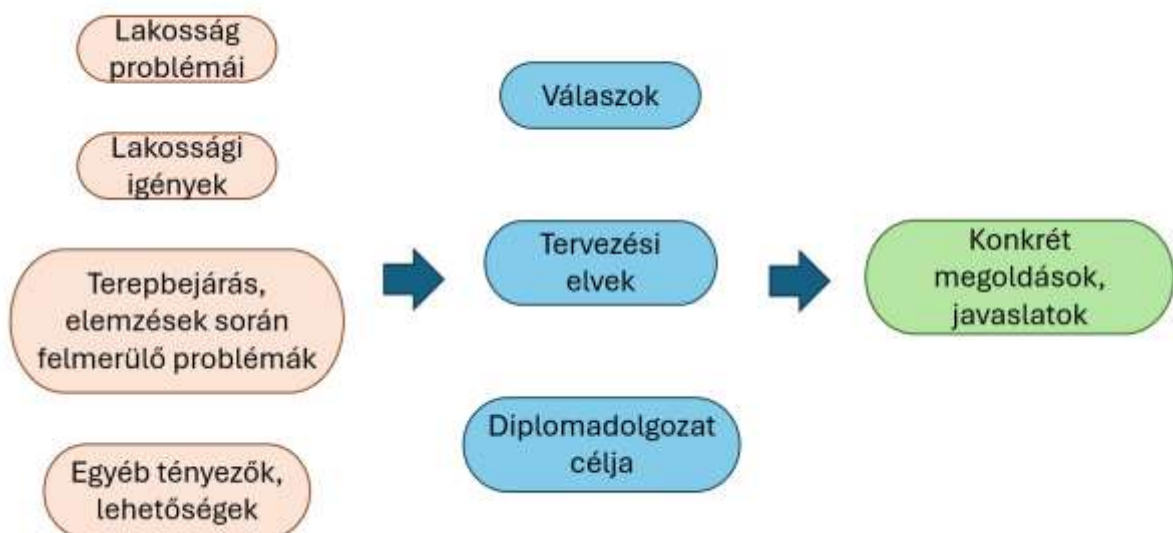 Lakosság
problémái
Lakossági
igények
Terepbejárás,
elemzések során
felmerülő problémák
Egyéb tényezők,
lehetőségek
Válaszok
Tervezési
elvek
Diplomadolgozat
célja
Konkrét
megoldások,
javaslatok